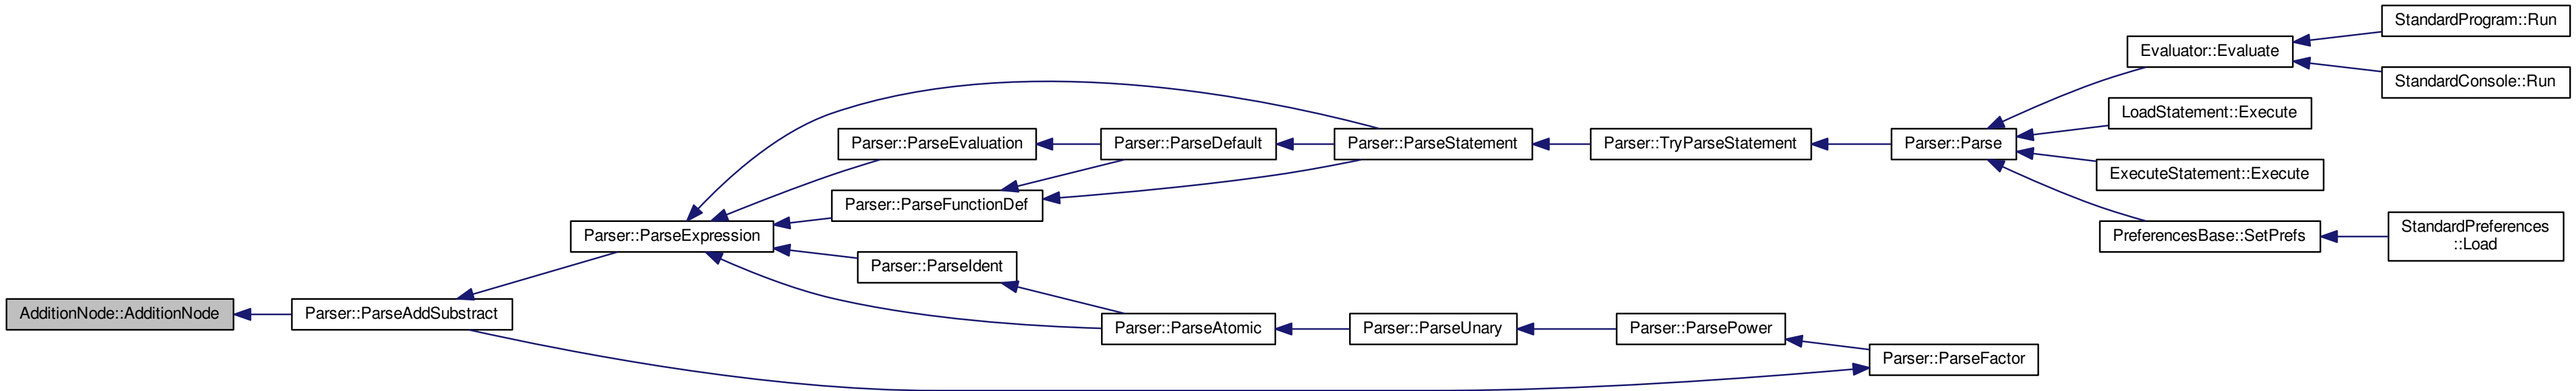 StandardProgram::Run
Evaluator::Evaluate
StandardConsole::Run
LoadStatement::Execute
Parser::ParseEvaluation
Parser::ParseDefault
Parser::ParseStatement
Parser::TryParseStatement
Parser::Parse
ExecuteStatement::Execute
Parser::ParseFunctionDef
Parser::ParseExpression
PreferencesBase::SetPrefs
StandardPreferences
::Load
Parser::ParseIdent
AdditionNode::AdditionNode
Parser::ParseAddSubstract
Parser::ParseAtomic
Parser::ParseUnary
Parser::ParsePower
Parser::ParseFactor